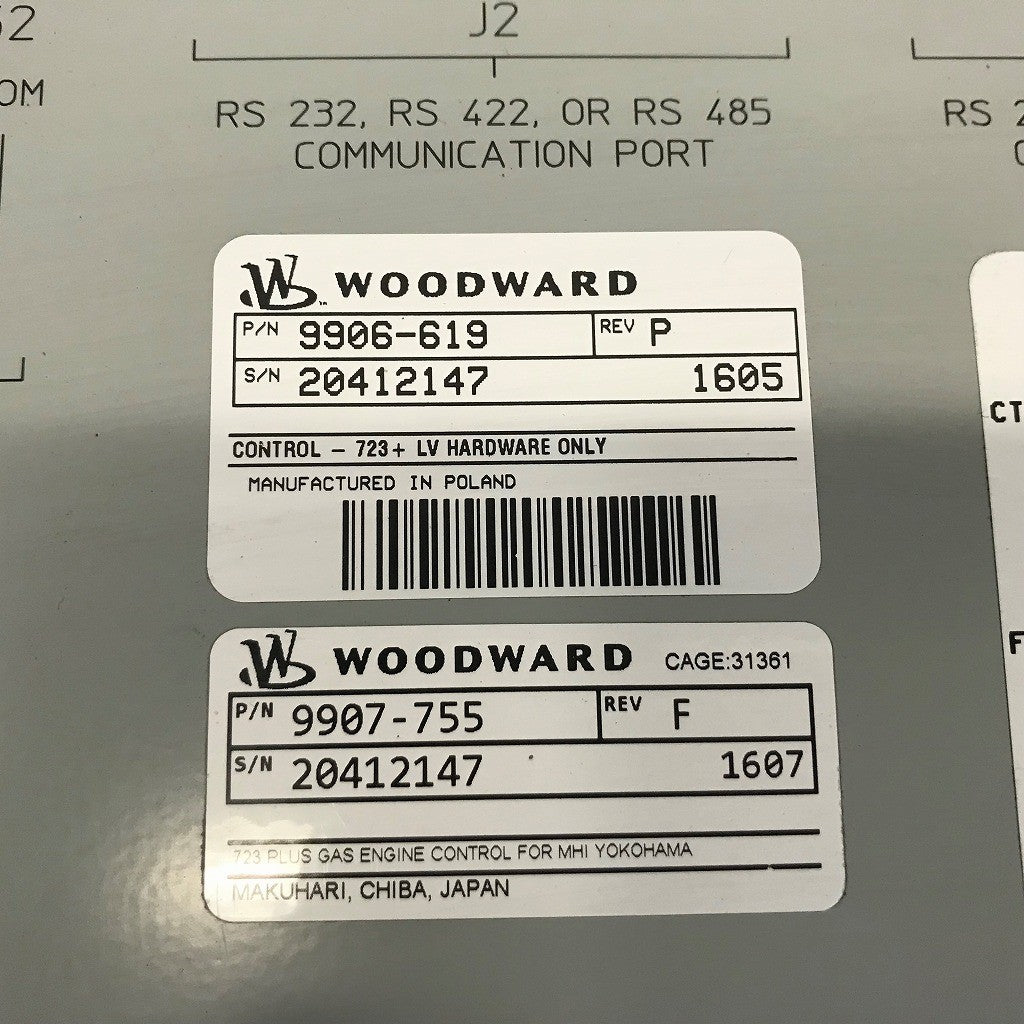 J2
RS 232, RS 422, OR RS 485
COMMUNICATION PORT
OM
RS
WOODWARD
P/N 9906-619 REV P
S/N 20412147 1605
CONTROL - 723+ LV HARDWARE ONLY
MANUFACTURED IN POLAND
CT
WOODWARD CAGE:31361
P/N 9907-755 REV F
S/N 20412147 1607
723 PLUS GAS ENGINE CONTROL FOR MHI YOKOHAMA
MAKUHARI, CHIBA, JAPAN